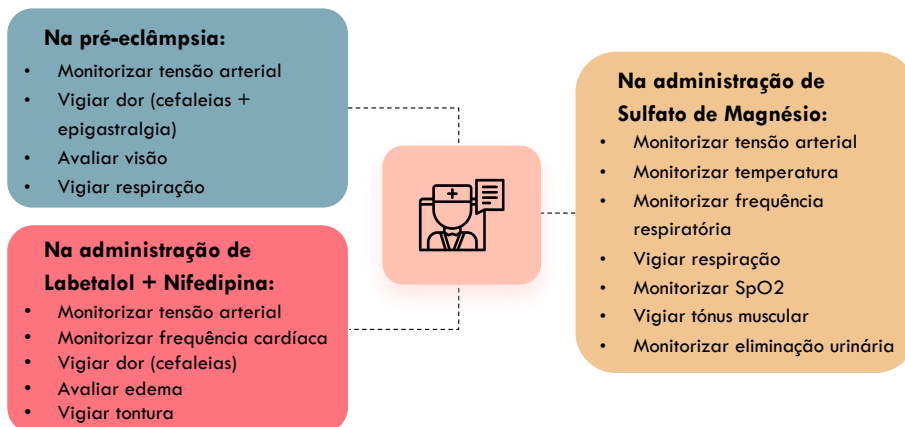 Na pré-eclâmpsia:
• Monitorizar tensão arterial
• Vigiar dor (cefaleias +
epigastralgia)
• Avaliar visão
• Vigiar respiração
Na administração de
Labetalol + Nifedipina:
• Monitorizar tensão arterial
• Monitorizar frequência cardíaca
• Vigiar dor (cefaleias)
• Avaliar edema
• Vigiar tontura
Na administração de
Sulfato de Magnésio:
• Monitorizar tensão arterial
• Monitorizar temperatura
• Monitorizar frequência
respiratória
• Vigiar respiração
• Monitorizar SpO2
• Vigiar tónus muscular
• Monitorizar eliminação urinária